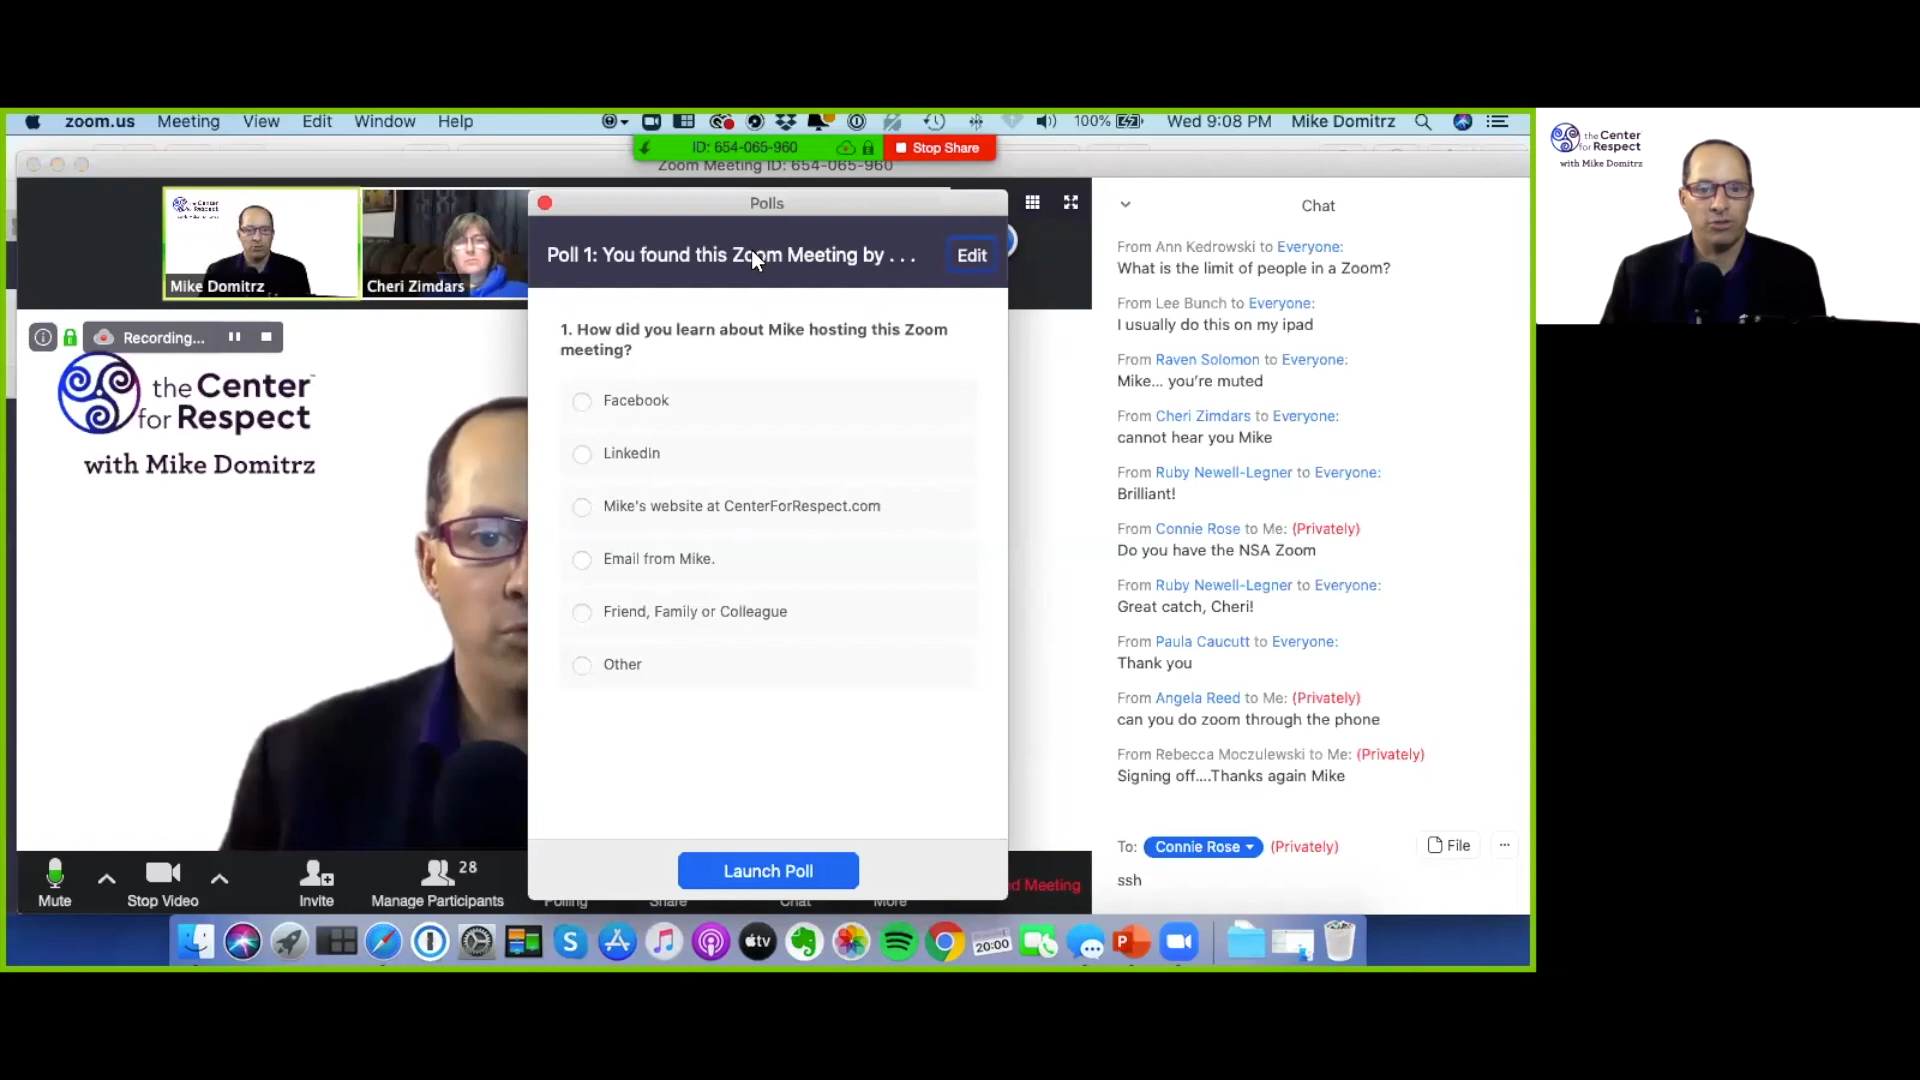 zoom.us Meeting View Edit Window Help 100% Wed 9:08 PM Mike Domitrz
ID: 654-065-960 Stop Share
Zoom Meeting ID: 654-065-960
Mike Domitrz
Cheri Zimdars
Recording...
the Center
for Respect
with Mike Domitrz
Polls
Poll 1: You found this Zoom Meeting by . . . Edit
1. How did you learn about Mike hosting this Zoom
meeting?
Facebook
LinkedIn
Mike's website at CenterForRespect.com
Email from Mike.
Friend, Family or Colleague
Other
Launch Poll
Chat
From Ann Kedrowski to Everyone:
What is the limit of people in a Zoom?
From Lee Bunch to Everyone:
I usually do this on my ipad
From Raven Solomon to Everyone:
Mike... you're muted
From Cheri Zimdars to Everyone:
cannot hear you Mike
From Ruby Newell-Legner to Everyone:
Brilliant!
From Connie Rose to Me: (Privately)
Do you have the NSA Zoom
From Ruby Newell-Legner to Everyone:
Great catch, Cheri!
From Paula Caucutt to Everyone:
Thank you
From Angela Reed to Me: (Privately)
can you do zoom through the phone
From Rebecca Moczulewski to Me: (Privately)
Signing off....Thanks again Mike
To: Connie Rose (Privately) File ...
ssh
28
Mute Stop Video Invite Manage Participants Polling Share Chat More d Meeting
S tv 20:00 P
the Center
for Respect
with Mike Domitrz